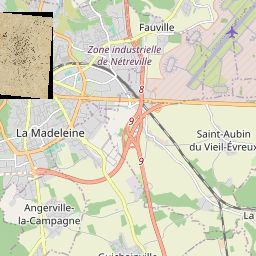 Fauville
Zone industrielle
de Nétreville
8
9
La Madeleine
Saint-Aubin
du Vieil-Évreux
9
Angerville-
la-Campagne
La
Guichainville